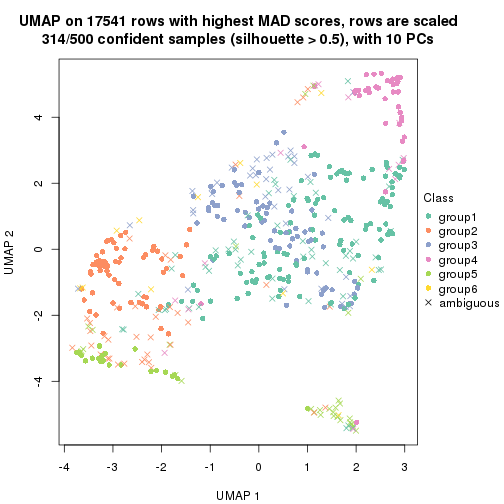 UMAP on 17541 rows with highest MAD scores, rows are scaled
314/500 confident samples (silhouette > 0.5), with 10 PCs
4
2
0
-2
-4
UMAP 2
-4 -3 -2 -1 0 1 2 3
UMAP 1
Class
group1
group2
group3
group4
group5
group6
ambiguous